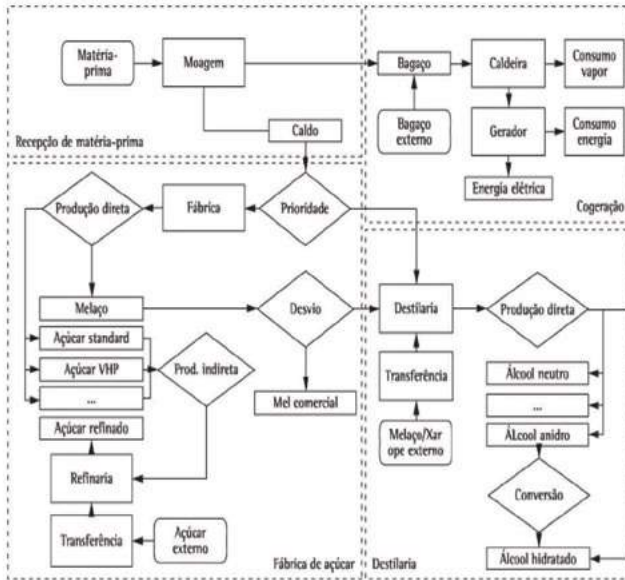 Matéria-
prima
Moagem
Caldo
Recepção de matéria-prima
Bagaço
Caldeira
Consumo
vapor
Bagaço
externo
Gerador
Consumo
energia
Energia elétrica
Cogeração
Produção direta
Fábrica
Prioridade
Melaço
Desvio
Açúcar standard
Açúcar VHP
...
Prod. indireta
Mel comercial
Açúcar refinado
Refinaria
Transferência
Açúcar
externo
Fábrica de açúcar
Destilaria
Produção direta
Transferência
Álcool neutro
...
ÁLcool anidro
Melaço/Xar
ope externo
Conversão
Álcool hidratado
Destilaria